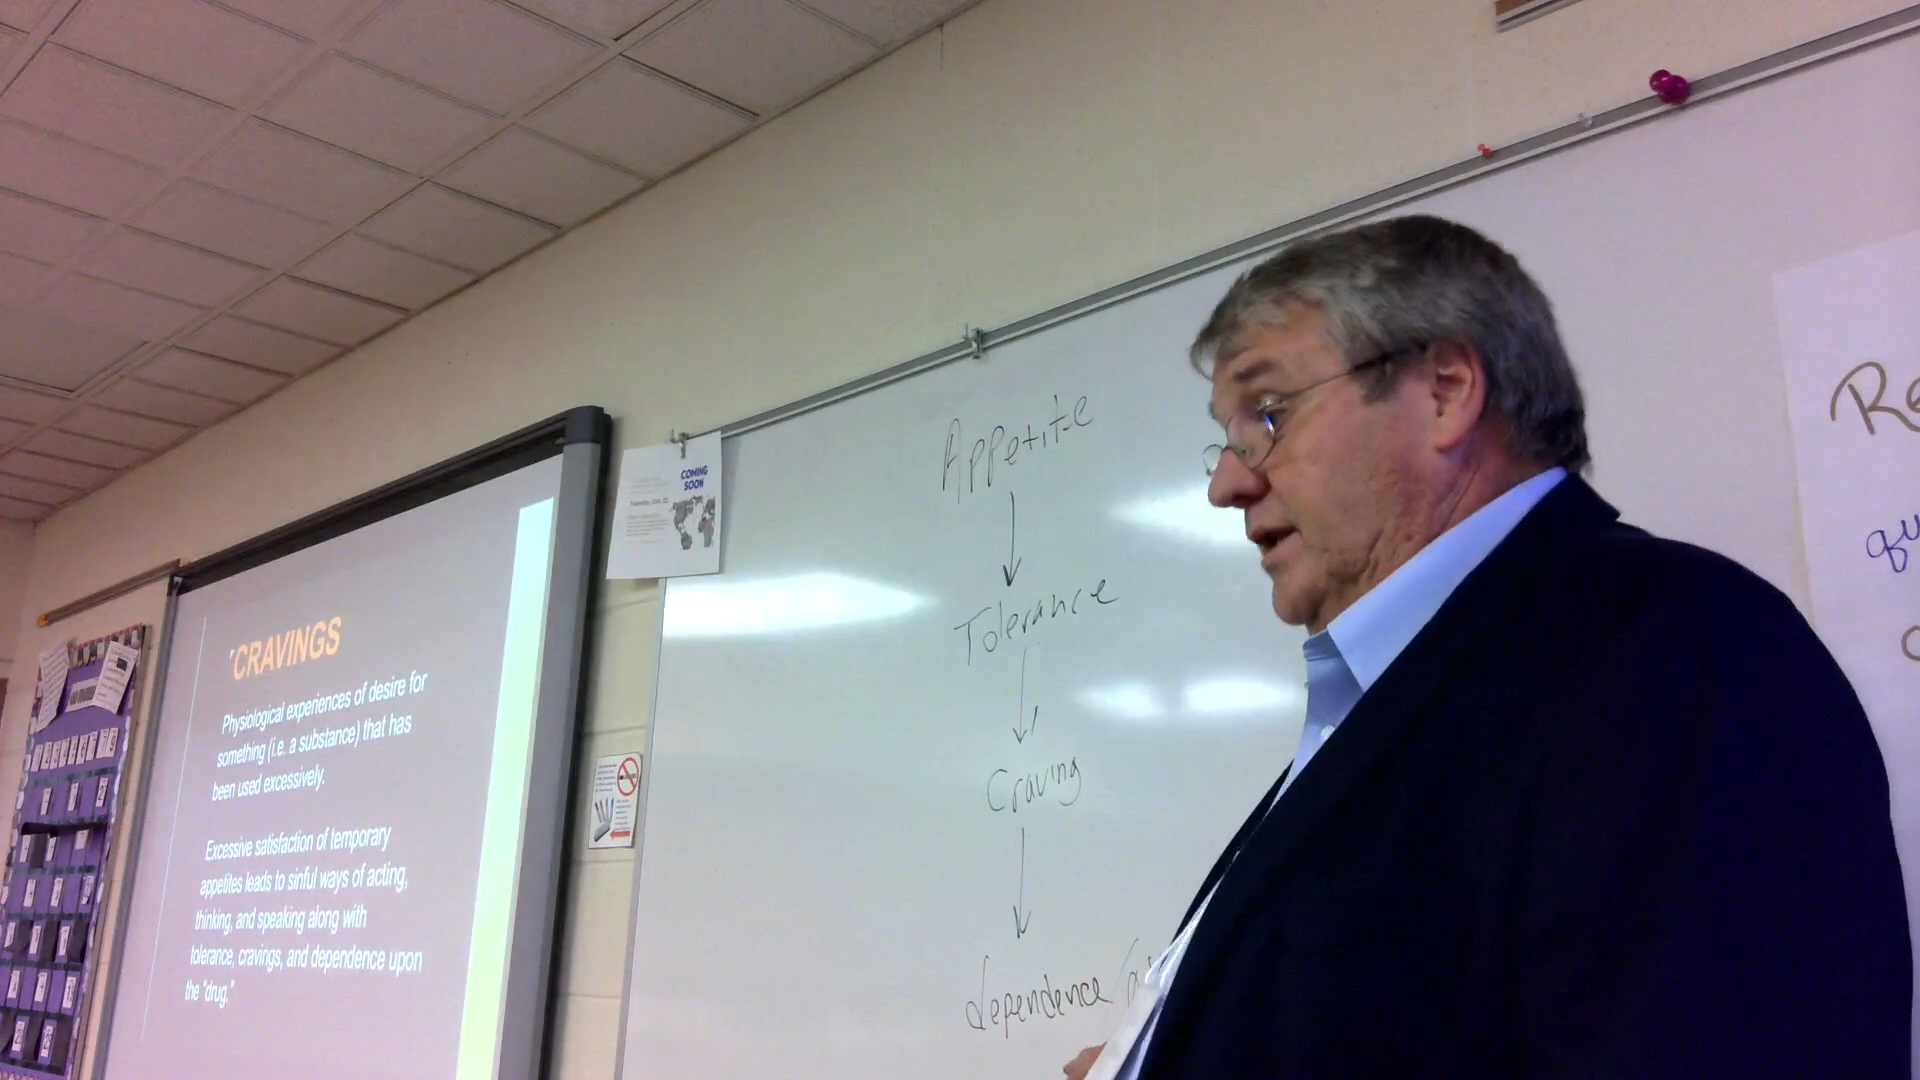 CRAVINGS
Physiological experiences of desire for
something (i.e. a substance) that has
been used excessively.
Excessive satisfaction of temporary
appetites leads to sinful ways of acting,
thinking, and speaking along with
tolerance, cravings, and dependence upon
the "drug."
COMING
SOON
Appetite
Tolerance
Craving
dependence
Re
qu